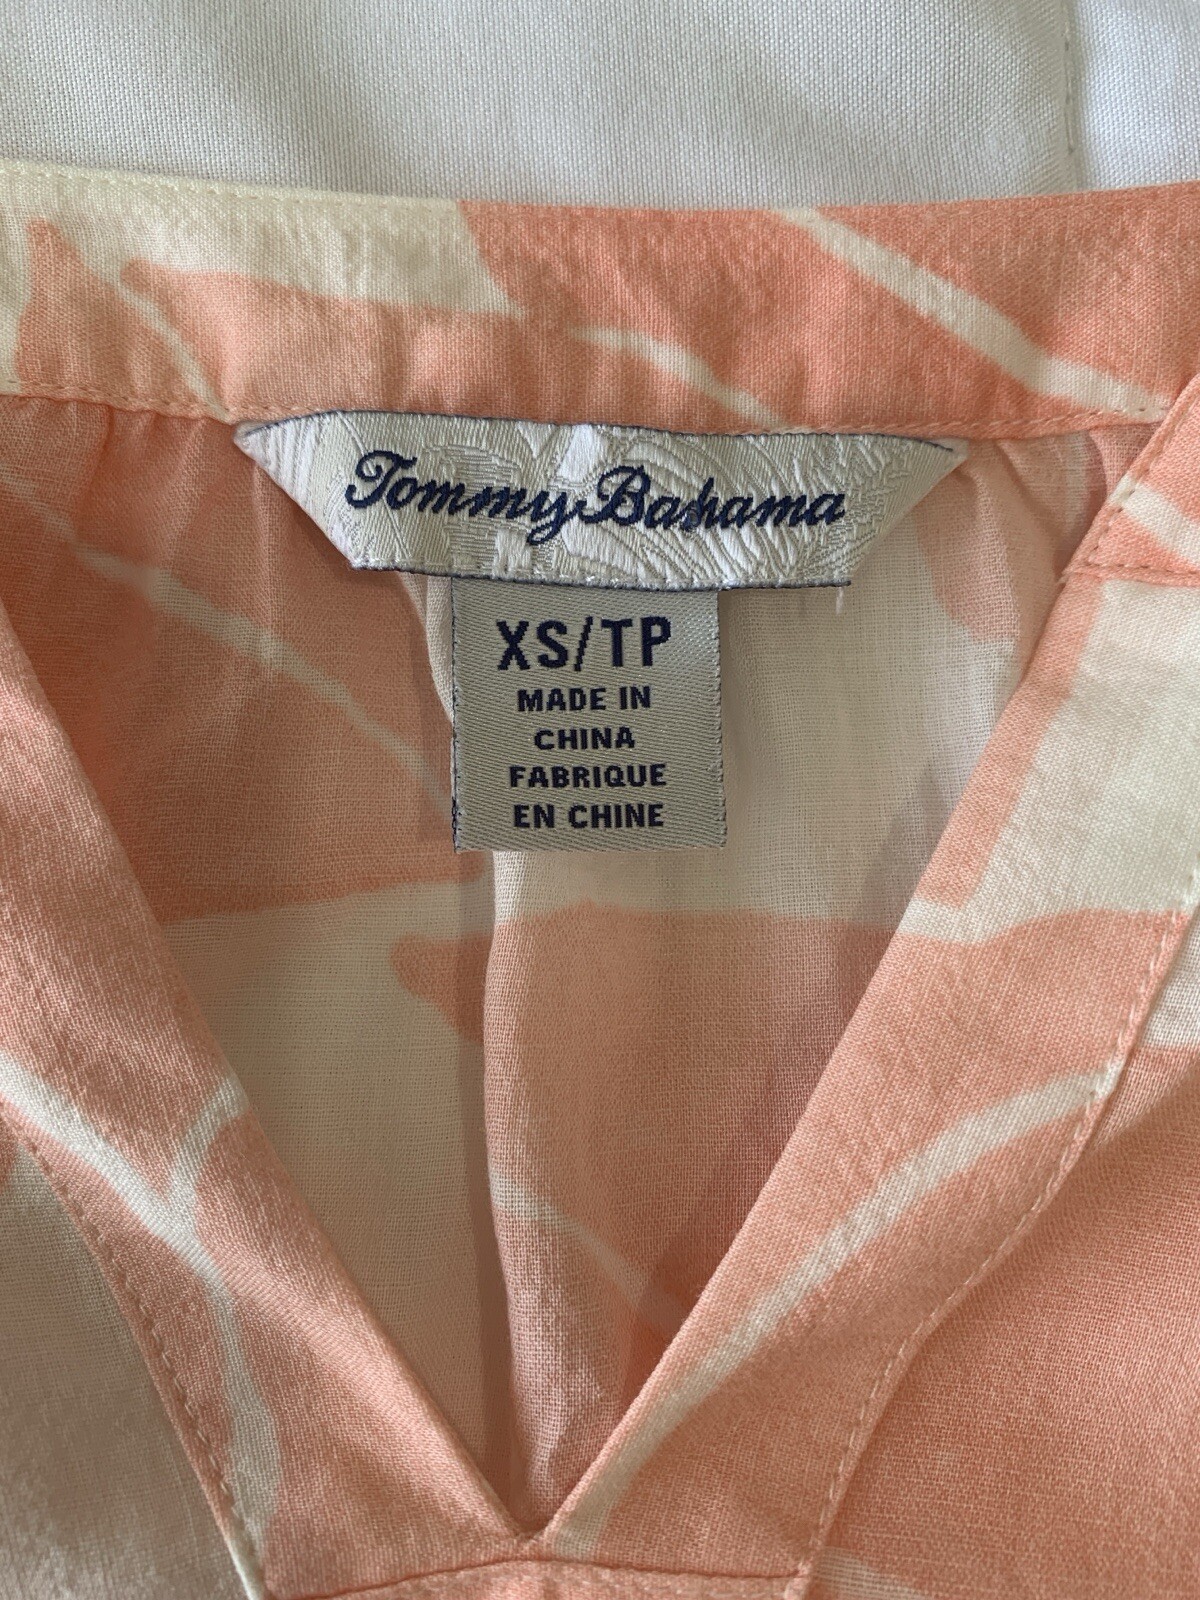 Tommy Bahama
XS/TP
MADE IN
CHINA
FABRIQUE
EN CHINE